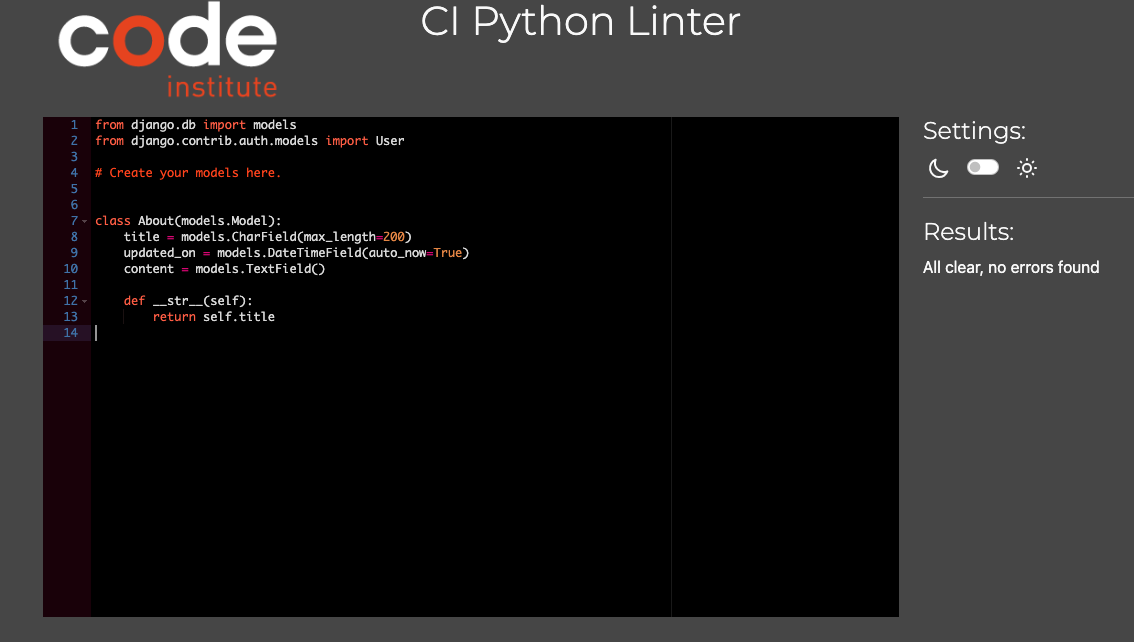 code
institute
CI Python Linter
1 from django.db import models
2 from django.contrib.auth.models import User
3
4 # Create your models here.
5
6
7 class About(models.Model):
8     title = models.CharField(max_length=200)
9     updated_on = models.DateTimeField(auto_now=True)
10     content = models.TextField()
11
12     def __str__(self):
13         return self.title
14
Settings:
Results:
All clear, no errors found